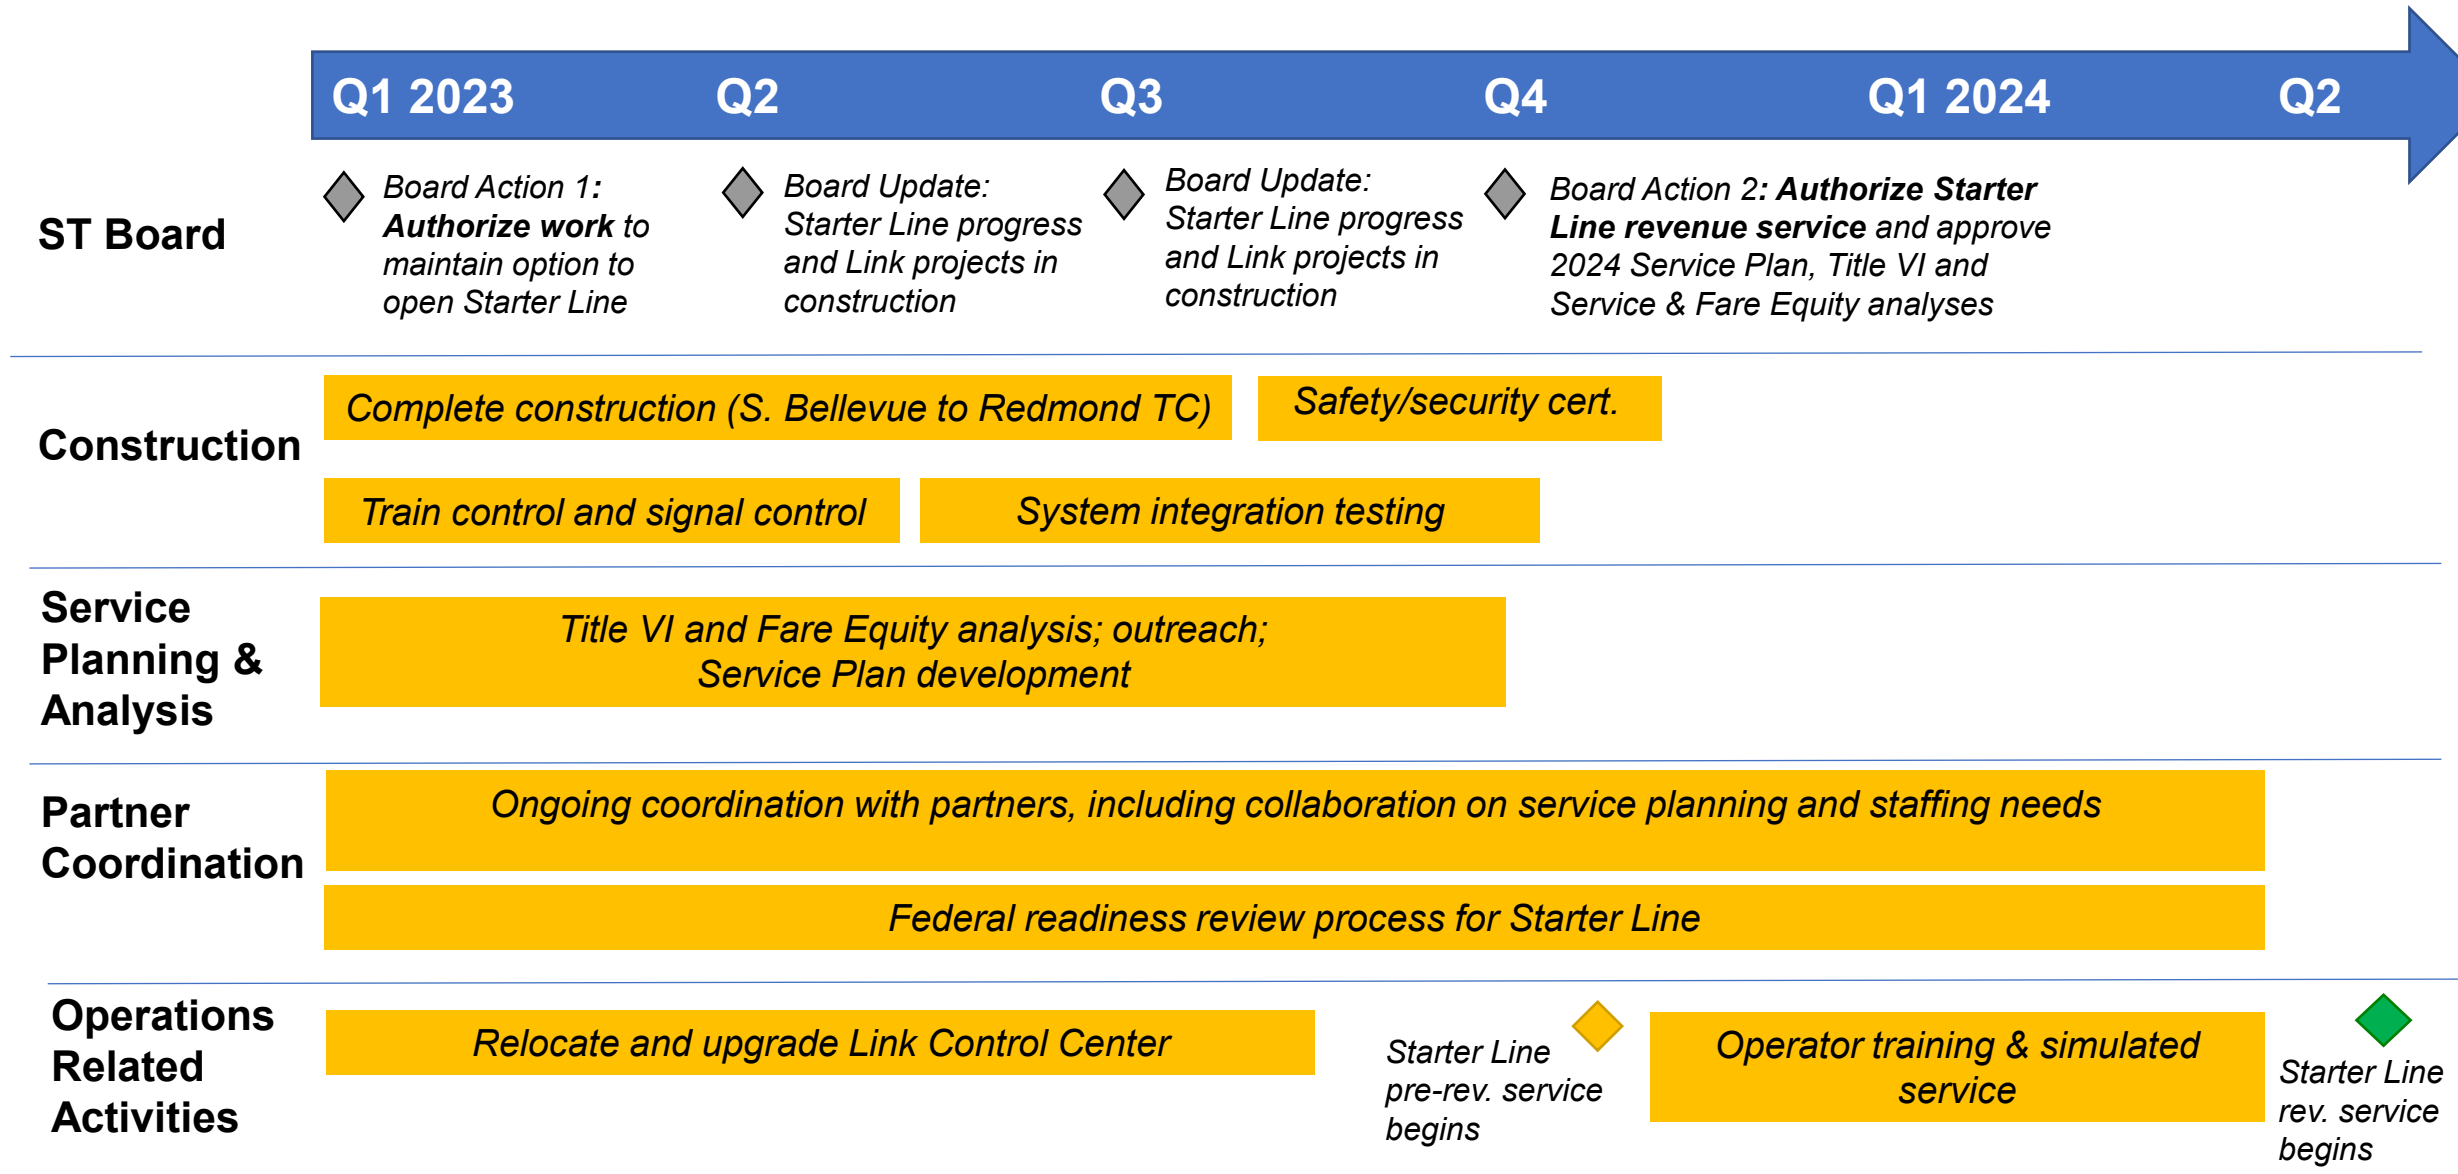 Q1 2023 Q2 Q3 Q4 Q1 2024 Q2
ST Board
Board Action 1:
Authorize work to
maintain option to
open Starter Line
Board Update:
Starter Line progress
and Link projects in
construction
Board Update:
Starter Line progress
and Link projects in
construction
Board Action 2: Authorize Starter
Line revenue service and approve
2024 Service Plan, Title VI and
Service & Fare Equity analyses
Construction
Complete construction (S. Bellevue to Redmond TC)
Safety/security cert.
Train control and signal control
System integration testing
Service
Planning &
Analysis
Title VI and Fare Equity analysis; outreach;
Service Plan development
Partner
Coordination
Ongoing coordination with partners, including collaboration on service planning and staffing needs
Federal readiness review process for Starter Line
Operations
Related
Activities
Relocate and upgrade Link Control Center
Starter Line
pre-rev. service
begins
Operator training & simulated
service
Starter Line
rev. service
begins